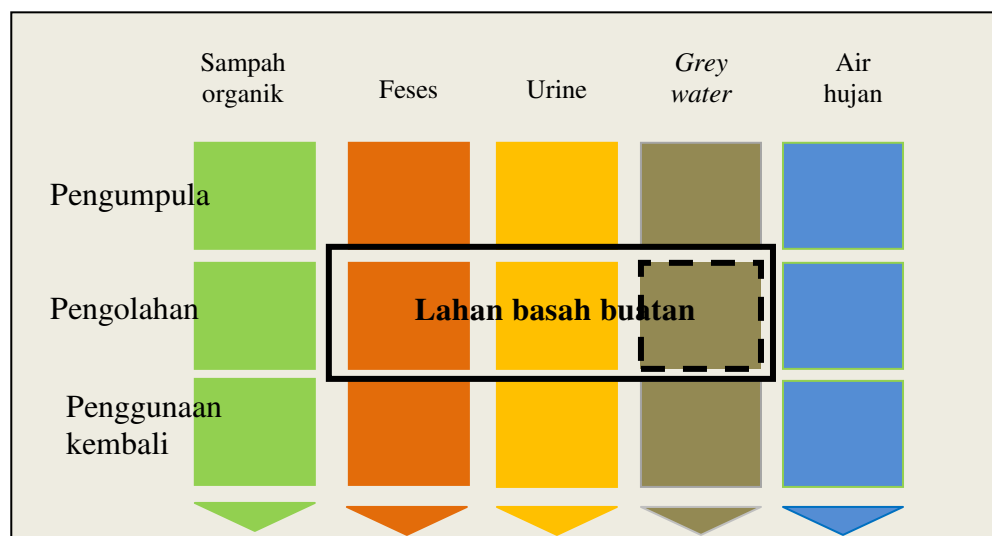 Sampah
organik
Feses
Urine
Grey
water
Air
hujan
Pengumpula
Pengolahan
Lahan basah buatan
Penggunaan
kembali